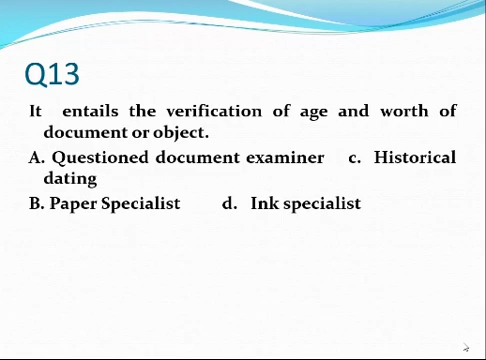 Q13
It entails the verification of age and worth of
document or object.
A. Questioned document examiner c. Historical
dating
B. Paper Specialist d. Ink specialist